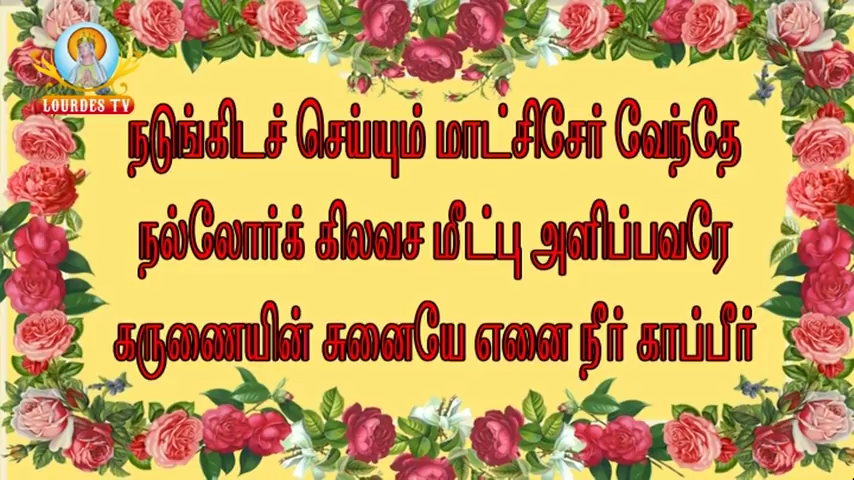 LOURDES TV
நடுங்கிடச் செய்யும் மாட்சிசேர் வேந்தே
நல்லோர்க் கிலவச மீட்பு அளிப்பவரே
கருணையின் சுனையே எனை நீர் காப்பீர்